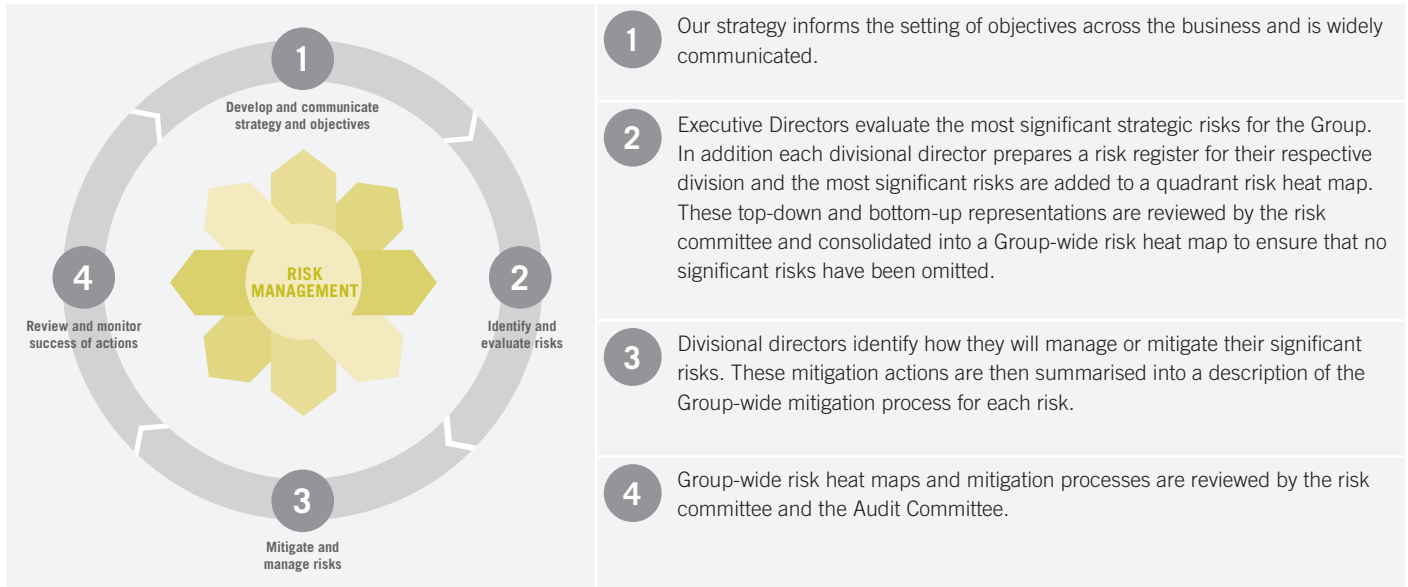 1
Develop and communicate
strategy and objectives
RISK
MANAGEMENT
2
Identify and
evaluate risks
3
Mitigate and
manage risks
4
Review and monitor
success of actions
1
Our strategy informs the setting of objectives across the business and is widely
communicated.
2
Executive Directors evaluate the most significant strategic risks for the Group.
In addition each divisional director prepares a risk register for their respective
division and the most significant risks are added to a quadrant risk heat map.
These top-down and bottom-up representations are reviewed by the risk
committee and consolidated into a Group-wide risk heat map to ensure that no
significant risks have been omitted.
3
Divisional directors identify how they will manage or mitigate their significant
risks. These mitigation actions are then summarised into a description of the
Group-wide mitigation process for each risk.
4
Group-wide risk heat maps and mitigation processes are reviewed by the risk
committee and the Audit Committee.